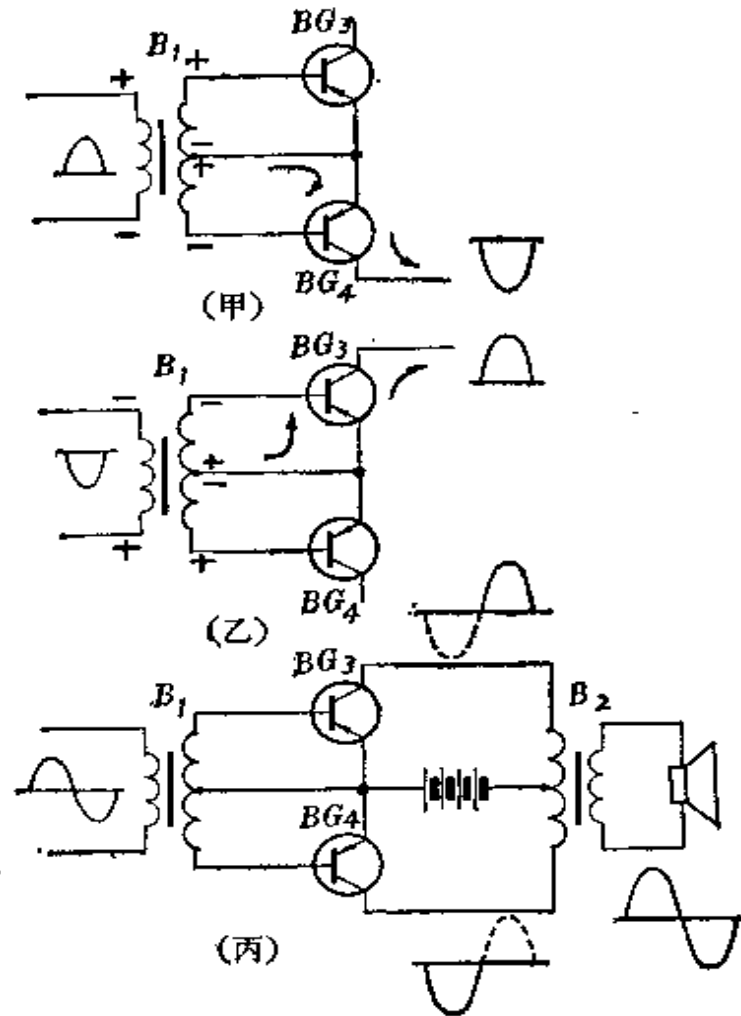 BG3
B1
+ +
− +
− −
BG4
(甲)
BG3
B1
− −
+ −
+ +
BG4
(乙)
BG3
B1
B2
BG4
(丙)